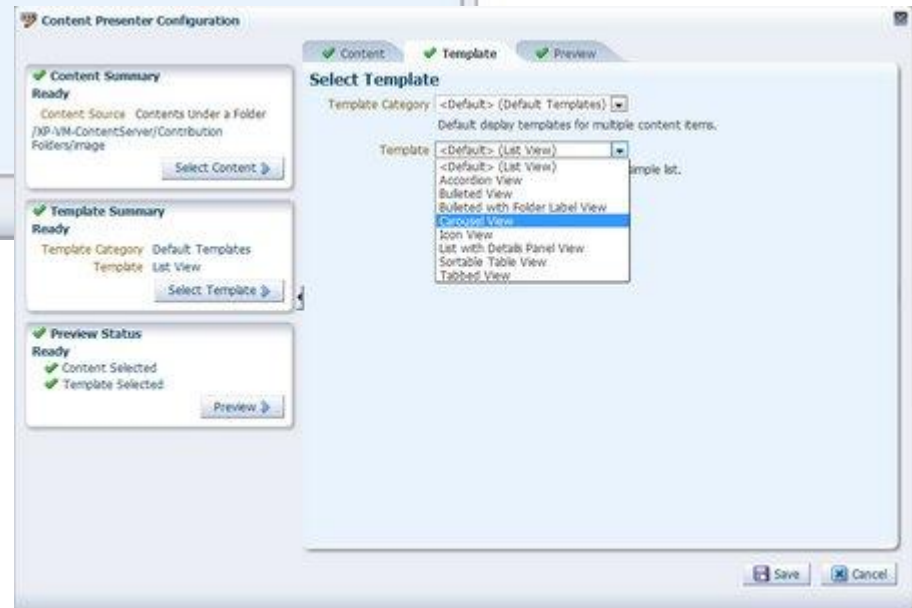 Content Presenter Configuration
Content
Template
Preview
Content Summary
Ready
Content Source Contents Under a Folder
/XP-VM-ContentServer/Contribution
Folders/image
Select Content
Template Summary
Ready
Template Category Default Templates
Template List View
Select Template
Preview Status
Ready
Content Selected
Template Selected
Preview
Select Template
Template Category <Default> (Default Templates)
Default display templates for multiple content items.
Template <Default> (List View)
<Default> (List View)
simple list.
Accordion View
Bulleted View
Bulleted with Folder Label View
Carousel View
Icon View
List with Details Panel View
Sortable Table View
Tabbed View
Save
Cancel